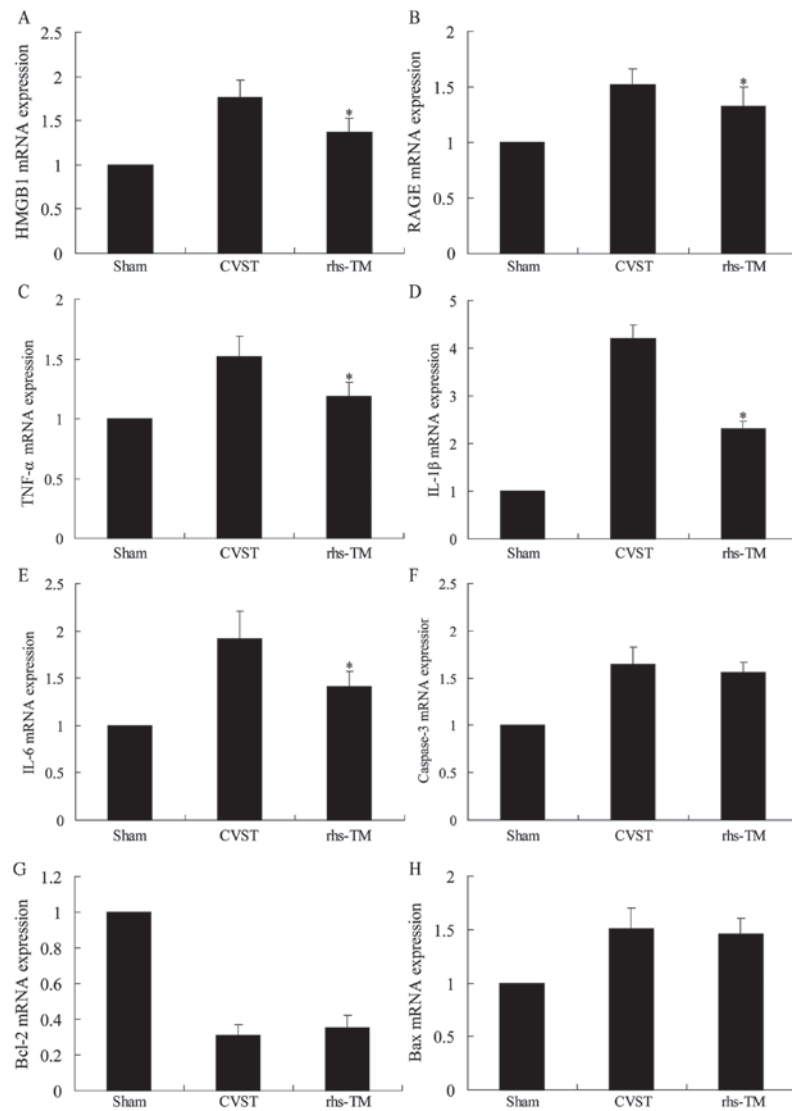 A
HMGB1 mRNA expression
2.5
2
1.5
1
0.5
0
*
Sham CVST rhs-TM
B
RAGE mRNA expression
2
1.5
1
0.5
0
*
Sham CVST rhs-TM
C
TNF-α mRNA expression
2
1.5
1
0.5
0
*
Sham CVST rhs-TM
D
IL-1β mRNA expression
5
4
3
2
1
0
*
Sham CVST rhs-TM
E
IL-6 mRNA expression
2.5
2
1.5
1
0.5
0
*
Sham CVST rhs-TM
F
Caspase-3 mRNA expressior
2.5
2
1.5
1
0.5
0
Sham CVST rhs-TM
G
Bcl-2 mRNA expression
1.2
1
0.8
0.6
0.4
0.2
0
Sham CVST rhs-TM
H
Bax mRNA expression
2
1.5
1
0.5
0
Sham CVST rhs-TM